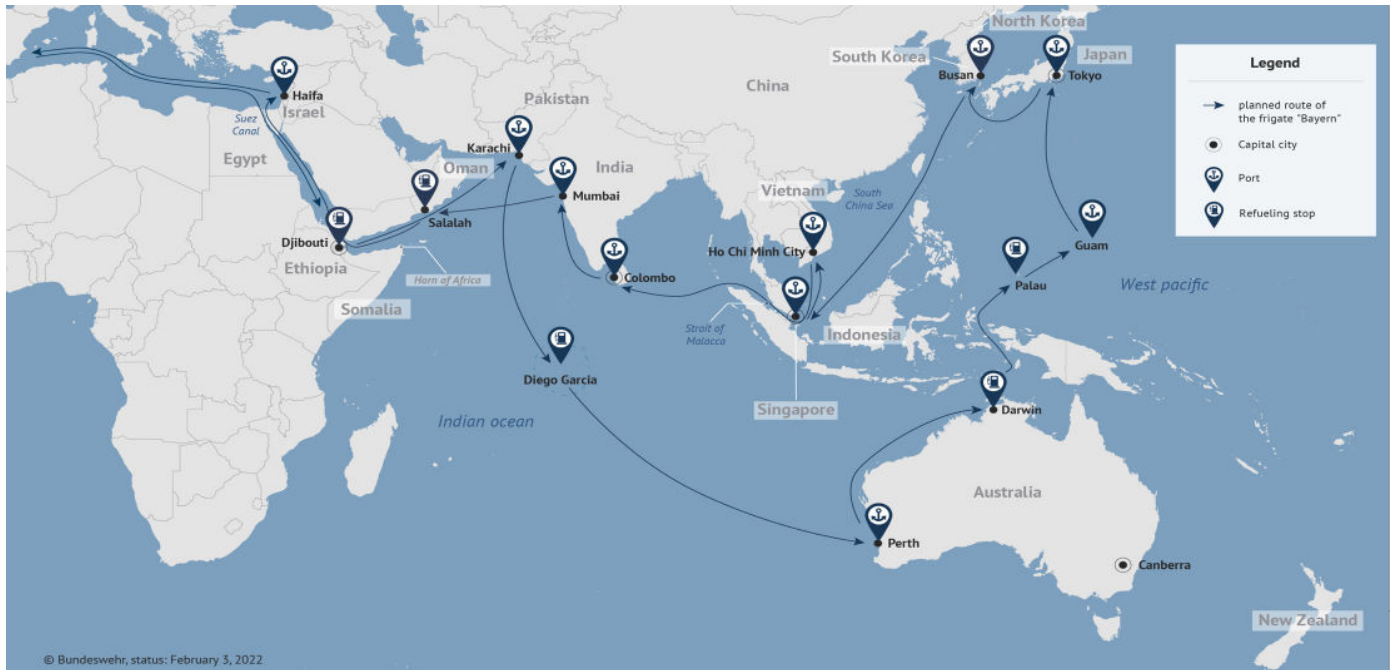 North Korea
South Korea
Japan
Busan
Tokyo
China
Haifa
Israel
Suez
Canal
Egypt
Pakistan
Karachi
Oman
India
Mumbai
Salalah
Vietnam
South
China Sea
Djibouti
Ethiopia
Horn of Africa
Somalia
Colombo
Ho Chi Minh City
Guam
Palau
West pacific
Strait of
Malacca
Indonesia
Diego Garcia
Singapore
Darwin
Indian ocean
Australia
Perth
Canberra
New Zealand
Legend
planned route of
the frigate "Bayern"
Capital city
Port
Refueling stop
© Bundeswehr, status: February 3, 2022